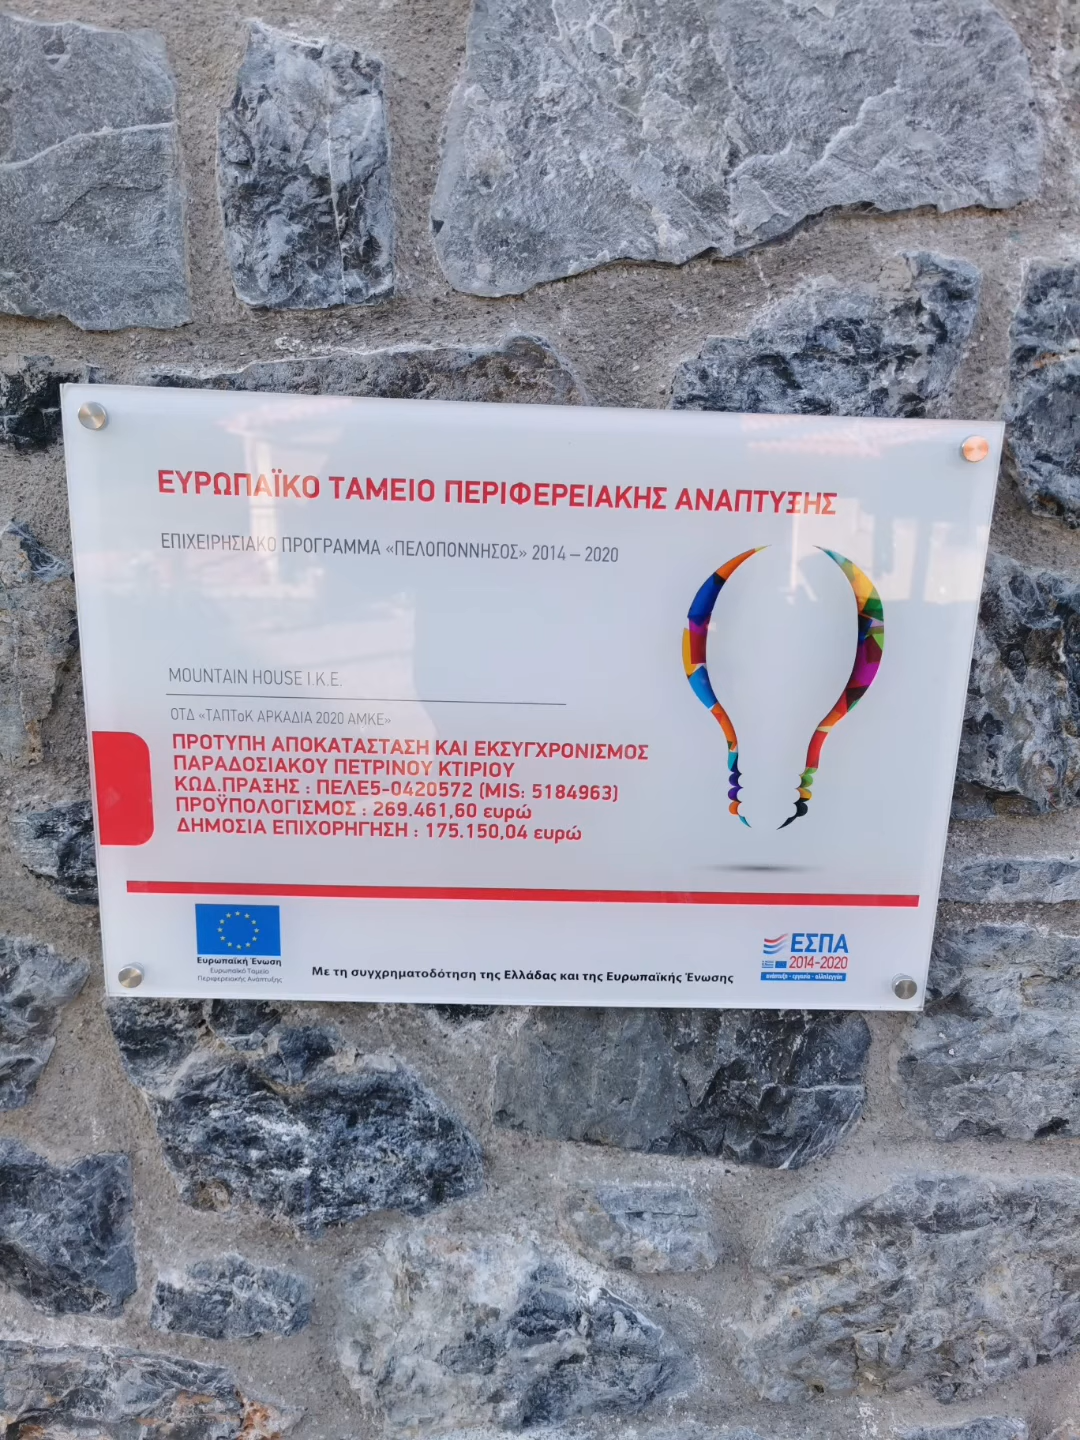 ΕΥΡΩΠΑΪΚΟ ΤΑΜΕΙΟ ΠΕΡΙΦΕΡΕΙΑΚΗΣ ΑΝΑΠΤΥΞΗΣ
ΕΠΙΧΕΙΡΗΣΙΑΚΟ ΠΡΟΓΡΑΜΜΑ «ΠΕΛΟΠΟΝΝΗΣΟΣ» 2014 – 2020
MOUNTAIN HOUSE Ι.Κ.Ε.
ΟΤΔ «ΤΑΠΤοΚ ΑΡΚΑΔΙΑ 2020 ΑΜΚΕ»
ΠΡΟΤΥΠΗ ΑΠΟΚΑΤΑΣΤΑΣΗ ΚΑΙ ΕΚΣΥΓΧΡΟΝΙΣΜΟΣ
ΠΑΡΑΔΟΣΙΑΚΟΥ ΠΕΤΡΙΝΟΥ ΚΤΙΡΙΟΥ
ΚΩΔ.ΠΡΑΞΗΣ : ΠΕΛΕ5-0420572 (MIS: 5184963)
ΠΡΟΫΠΟΛΟΓΙΣΜΟΣ : 269.461,60 ευρώ
ΔΗΜΟΣΙΑ ΕΠΙΧΟΡΗΓΗΣΗ : 175.150,04 ευρώ
Ευρωπαϊκή Ένωση
Ευρωπαϊκό Ταμείο
Περιφερειακής Ανάπτυξης
Με τη συγχρηματοδότηση της Ελλάδας και της Ευρωπαϊκής Ένωσης
ΕΣΠΑ
2014-2020
ανάπτυξη - εργασία - αλληλεγγύη